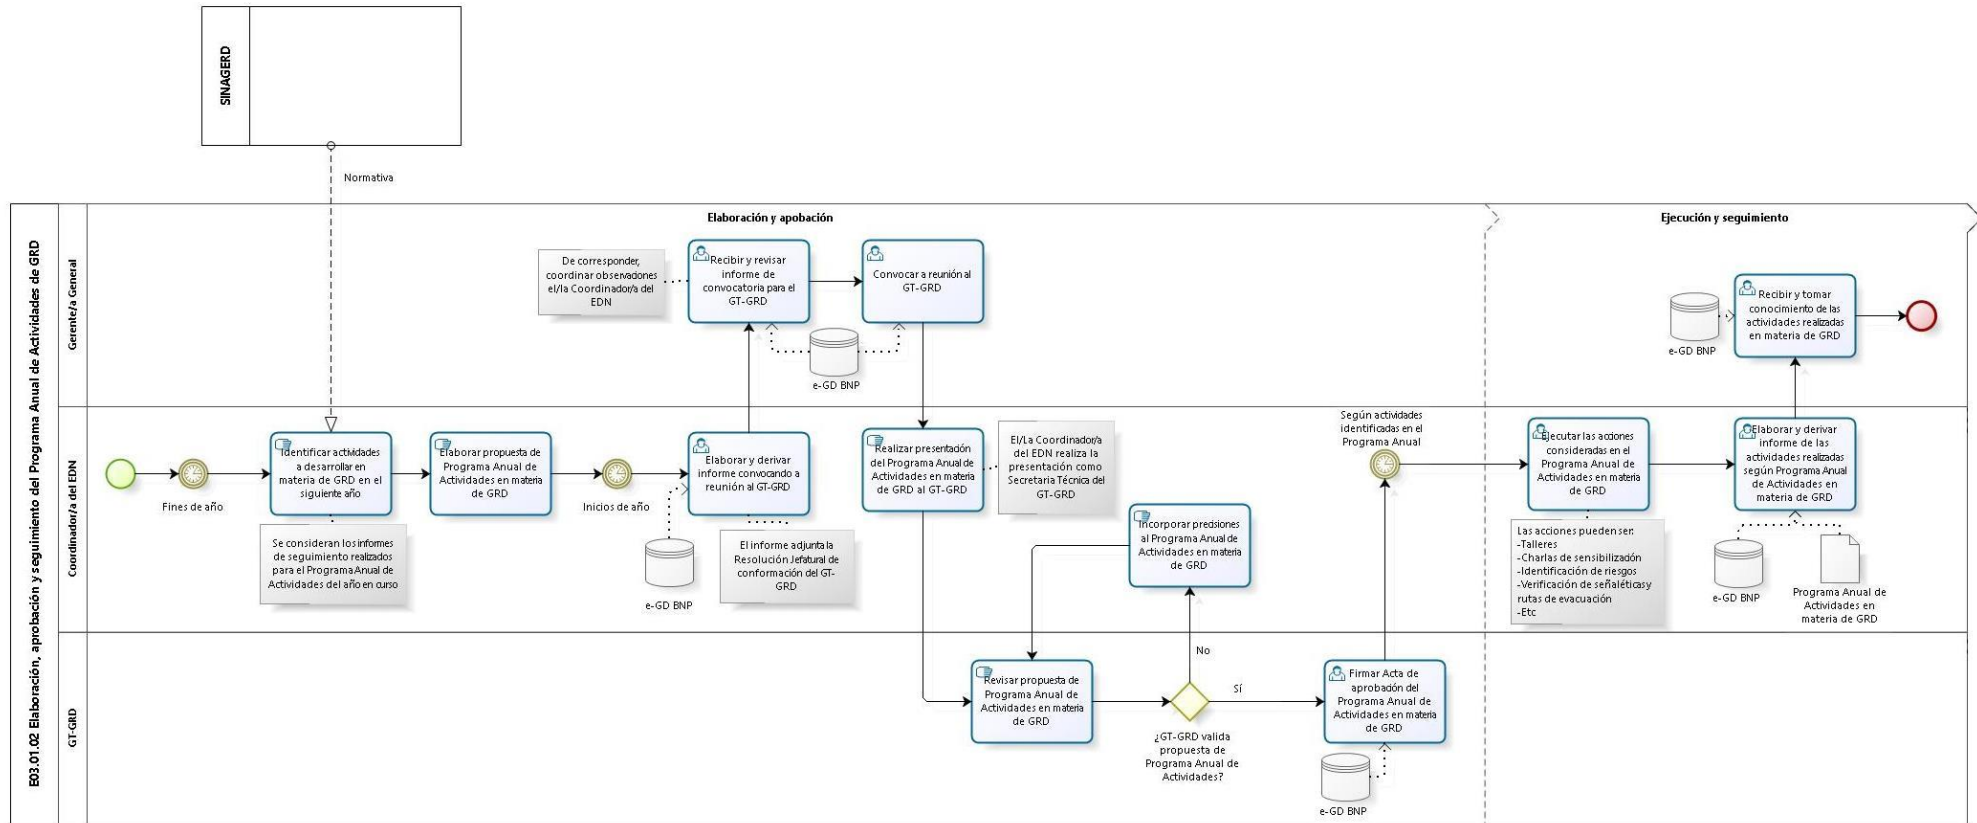 SINAGERD
Normativa
E03.01.02 Elaboración, aprobación y seguimiento del Programa Anual de Actividades de GRD
Elaboración y apobación
Ejecución y seguimiento
Gerente/a General
De corresponder,
coordinar observaciones
el/la Coordinador/a del
EDN
Recibir y revisar
informe de
convocatoria para el
GT-GRD
Convocar a reunión al
GT-GRD
e-GD BNP
e-GD BNP
Recibir y tomar
conocimiento de las
actividades realizadas
en materia de GRD
Coordinador/a del EDN
Fines de año
Identificar actividades
a desarrollar en
materia de GRD en el
siguiente año
Se consideran los informes
de seguimiento realizados
para el Programa Anual de
Actividades del año en curso
Elaborar propuesta de
Programa Anual de
Actividades en materia
de GRD
Inicios de año
Elaborar y derivar
informe convocando a
reunión al GT-GRD
e-GD BNP
El informe adjunta la
Resolución Jefatural de
conformación del GT-
GRD
Realizar presentación
del Programa Anual de
Actividades en materia
de GRD al GT-GRD
El/La Coordinador/a
del EDN realiza la
presentación como
Secretaria Técnica del
GT-GRD
Incorporar precisiones
al Programa Anual de
Actividades en materia
de GRD
Según actividades
identificadas en el
Programa Anual
Ejecutar las acciones
consideradas en el
Programa Anual de
Actividades en materia
de GRD
Las acciones pueden ser:
-Talleres
-Charlas de sensibilización
-Identificación de riesgos
-Verificación de señaléticas y
rutas de evacuación
-Etc
Elaborar y derivar
informe de las
actividades realizadas
según Programa Anual
de Actividades en
materia de GRD
e-GD BNP
Programa Anual de
Actividades en
materia de GRD
GT-GRD
Revisar propuesta de
Programa Anual de
Actividades en materia
de GRD
No
Sí
¿GT-GRD valida
propuesta de
Programa Anual de
Actividades?
Firmar Acta de
aprobación del
Programa Anual de
Actividades en materia
de GRD
e-GD BNP